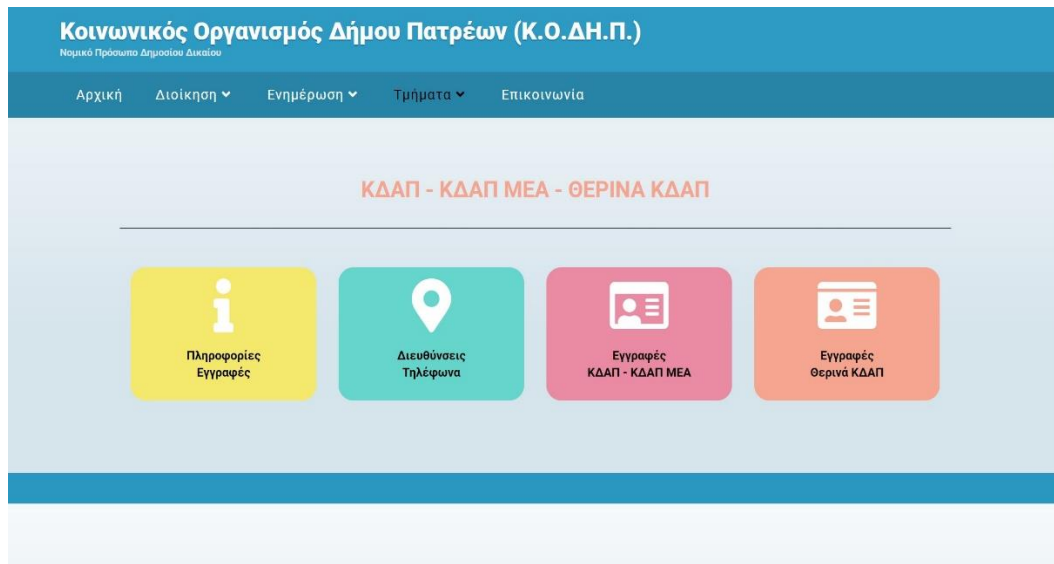 Κοινωνικός Οργανισμός Δήμου Πατρέων (Κ.Ο.ΔΗ.Π.)
Νομικό Πρόσωπο Δημοσίου Δικαίου
Αρχική Διοίκηση Ενημέρωση Τμήματα Επικοινωνία
ΚΔΑΠ - ΚΔΑΠ ΜΕΑ - ΘΕΡΙΝΑ ΚΔΑΠ
Πληροφορίες
Εγγραφές
Διευθύνσεις
Τηλέφωνα
Εγγραφές
ΚΔΑΠ - ΚΔΑΠ ΜΕΑ
Εγγραφές
Θερινά ΚΔΑΠ